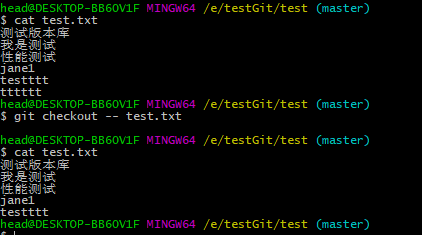 head@DESKTOP-BB6OV1F MINGW64 /e/testGit/test (master)
$ cat test.txt
测试版本库
我是测试
性能测试
jane1
testttt
tttttt
head@DESKTOP-BB6OV1F MINGW64 /e/testGit/test (master)
$ git checkout -- test.txt
head@DESKTOP-BB6OV1F MINGW64 /e/testGit/test (master)
$ cat test.txt
测试版本库
我是测试
性能测试
jane1
testttt
head@DESKTOP-BB6OV1F MINGW64 /e/testGit/test (master)
$